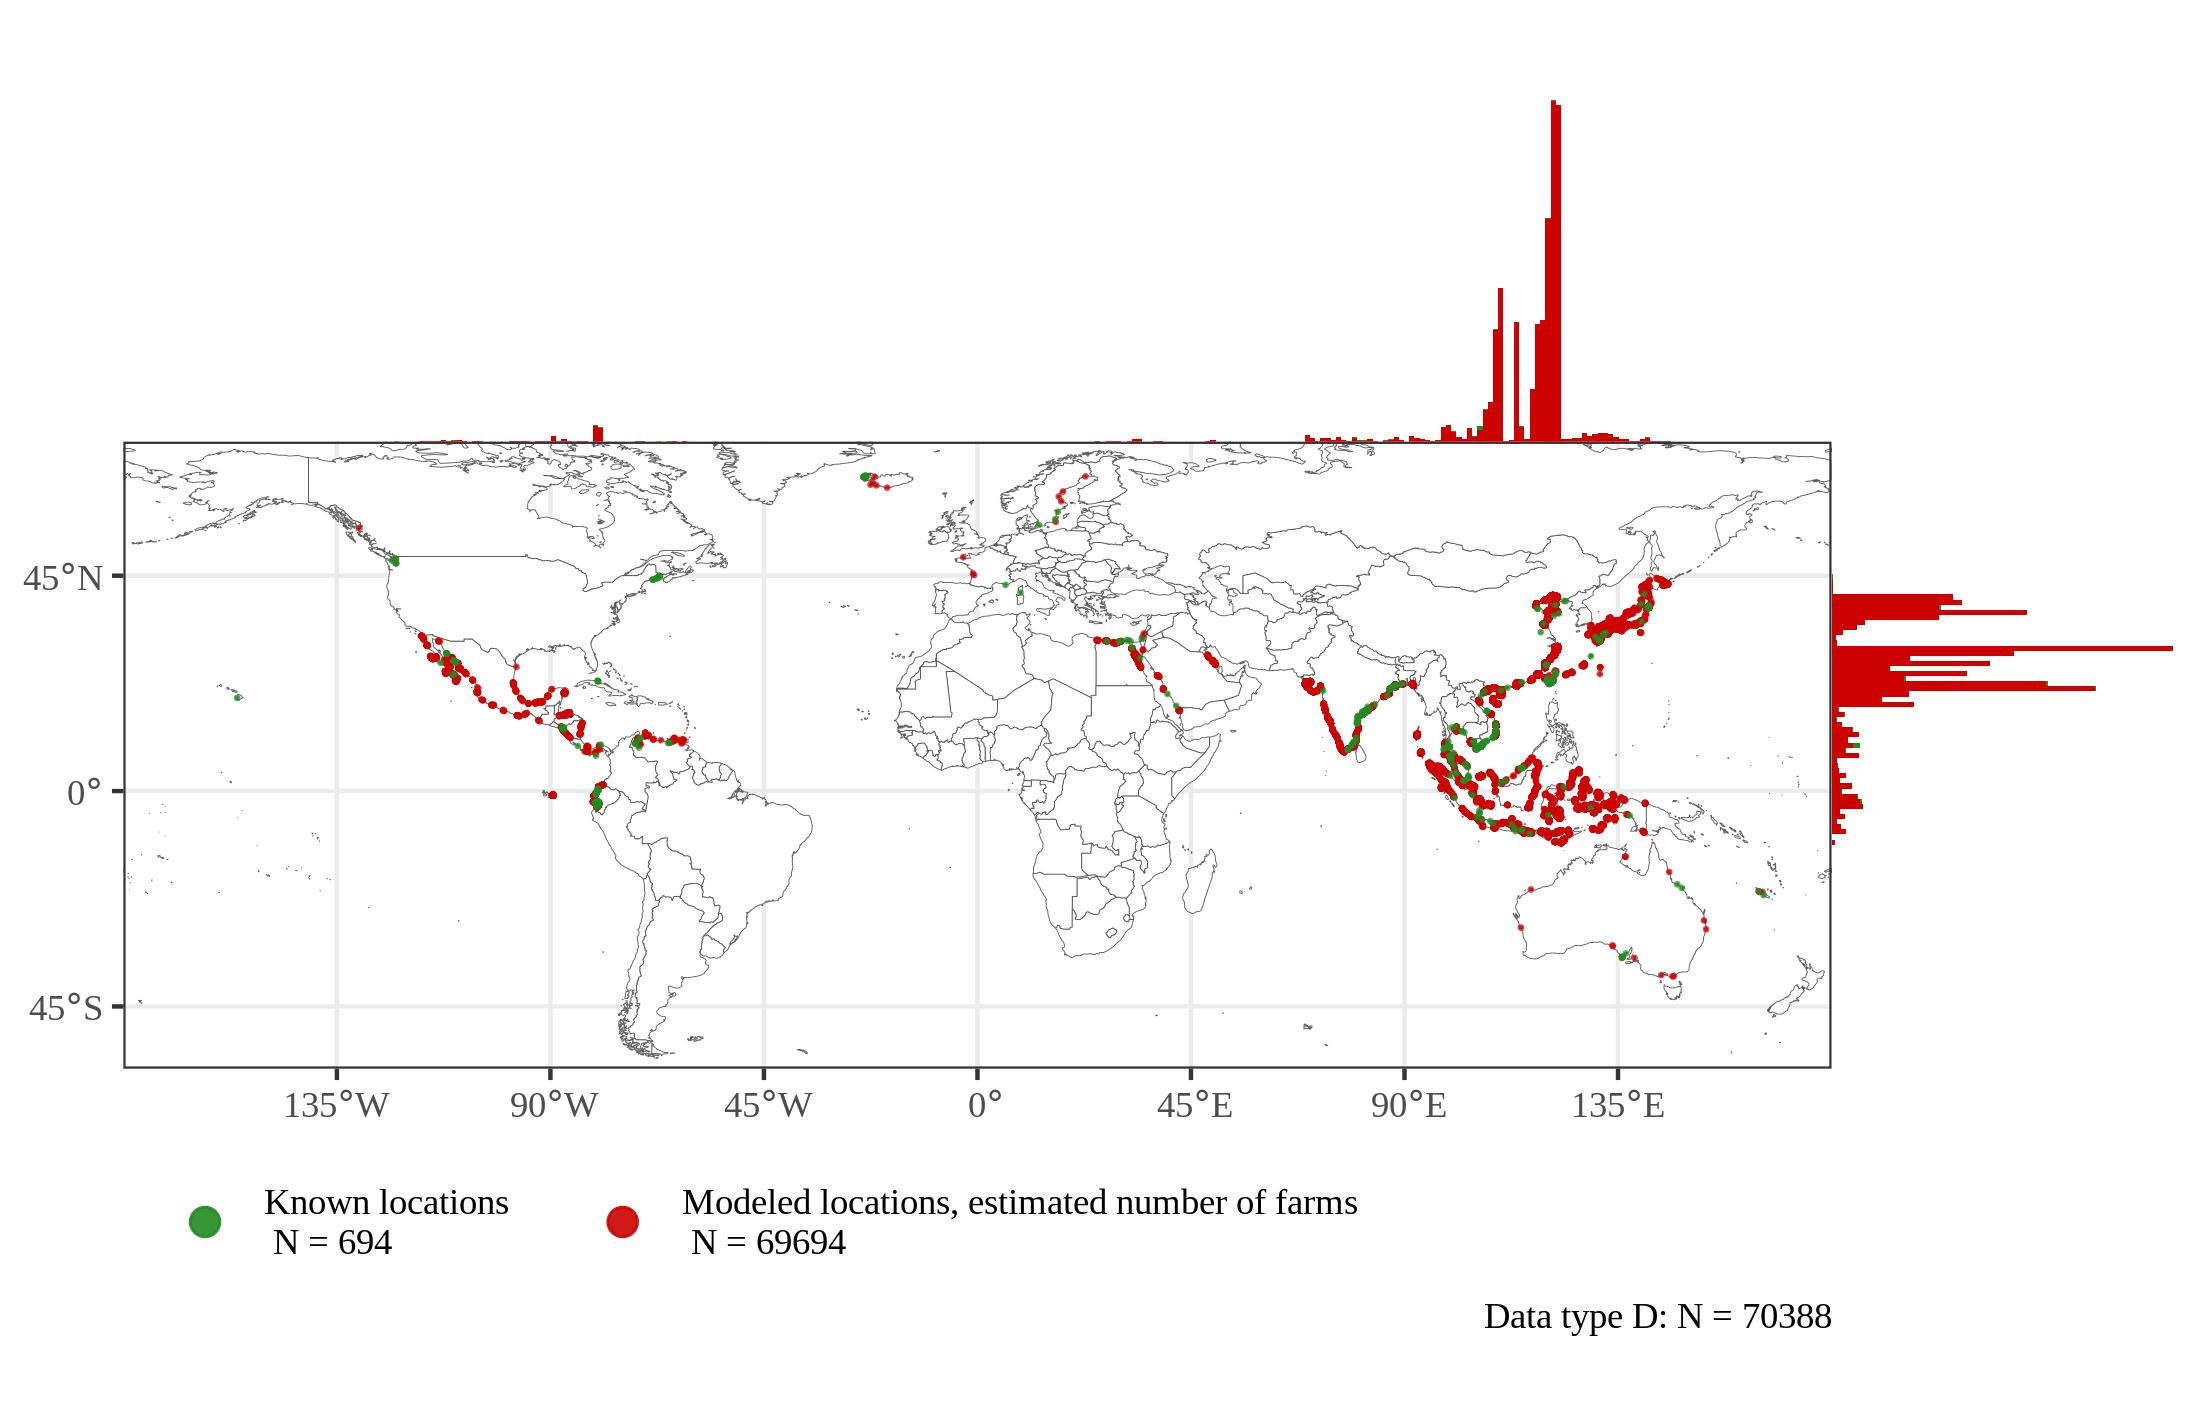 45°N
0°
45°S
135°W 90°W 45°W 0° 45°E 90°E 135°E
Known locations
N = 694
Modeled locations, estimated number of farms
N = 69694
Data type D: N = 70388